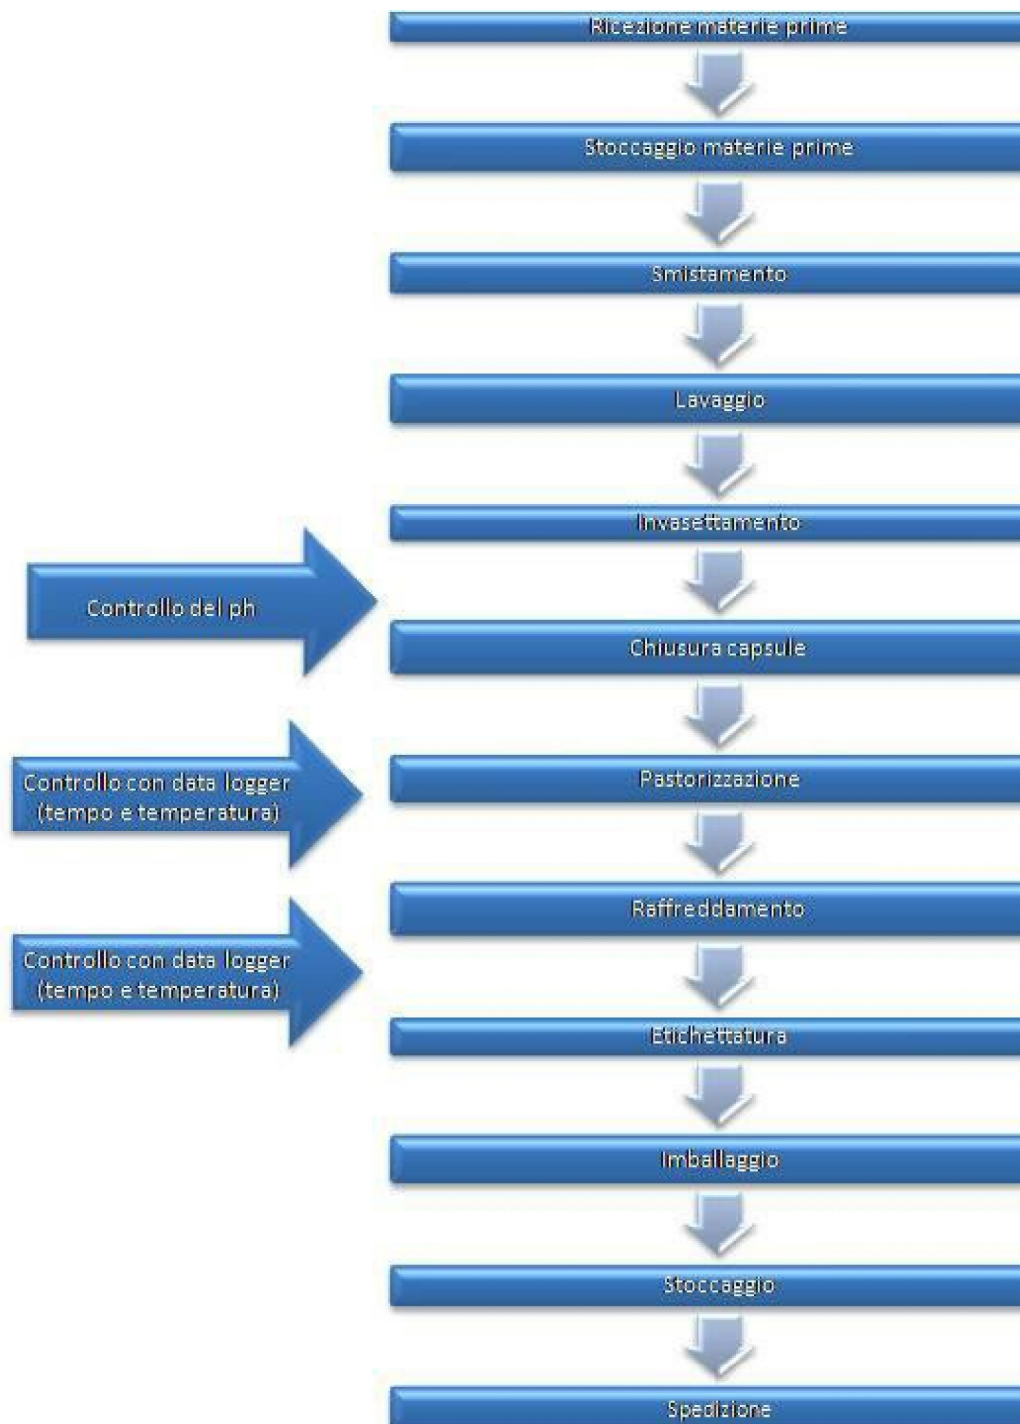 Ricezione materie prime
Stoccaggio materie prime
Smistamento
Lavaggio
Invasettamento
Controllo del ph
Chiusura capsule
Controllo con data logger
(tempo e temperatura)
Pastorizzazione
Raffreddamento
Controllo con data logger
(tempo e temperatura)
Etichettatura
Imballaggio
Stoccaggio
Spedizione